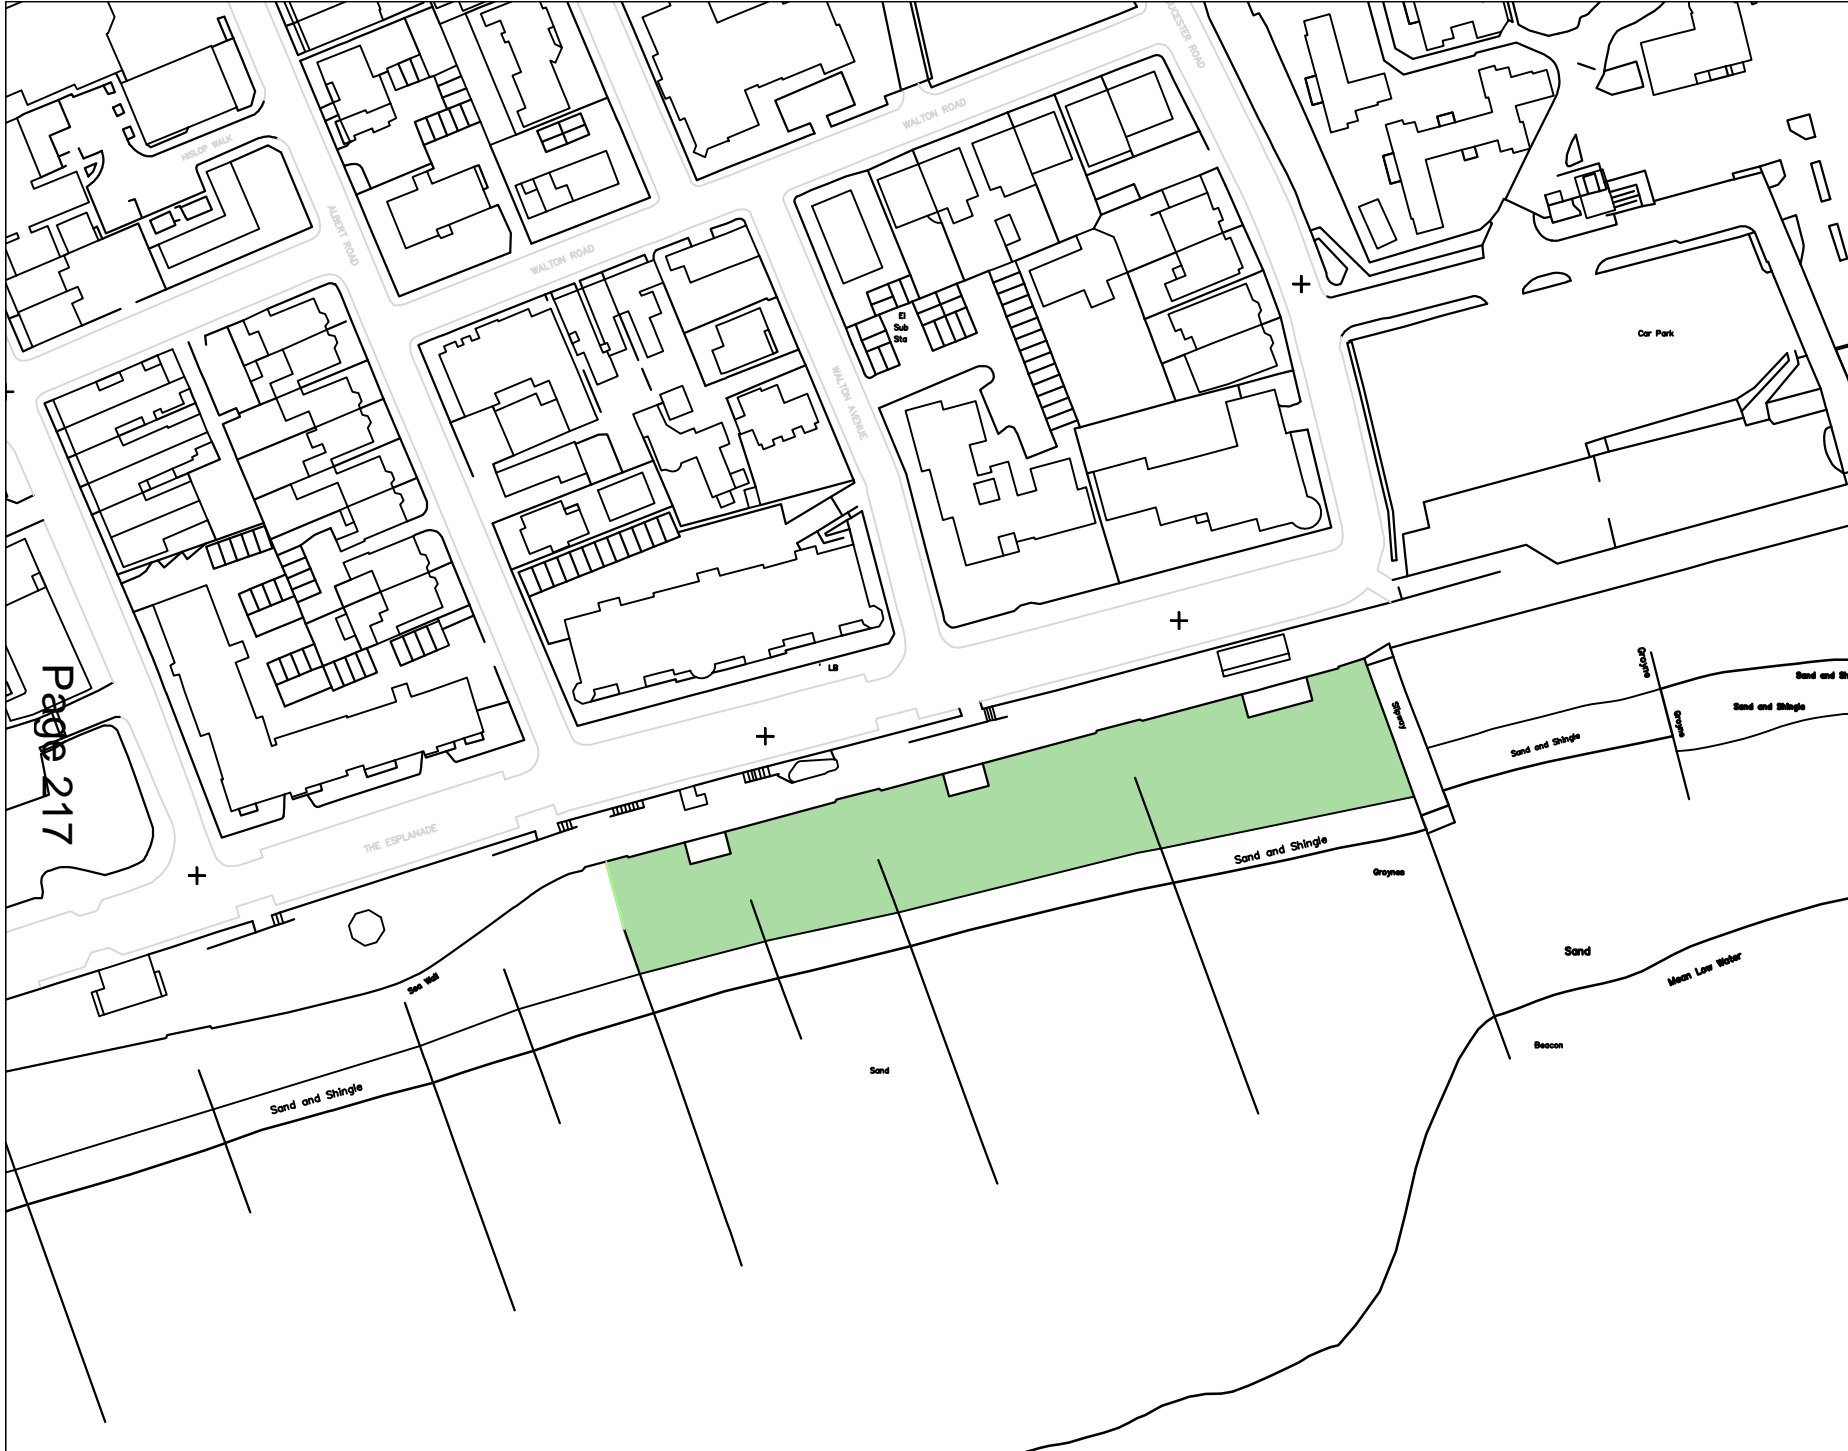 UCESTER ROAD
WALTON ROAD
HISLOP WALK
ALBERT ROAD
WALTON ROAD
El
Sub
Sta
Car Park
WALTON AVENUE
LB
Page 217
Groyne
Sand and Sh
Sand and Shingle
Slipway
Groyne
Sand and Shingle
THE ESPLANADE
Sand and Shingle
Groynes
Sand
Mean Low Water
Sea Wall
Beacon
Sand
Sand and Shingle